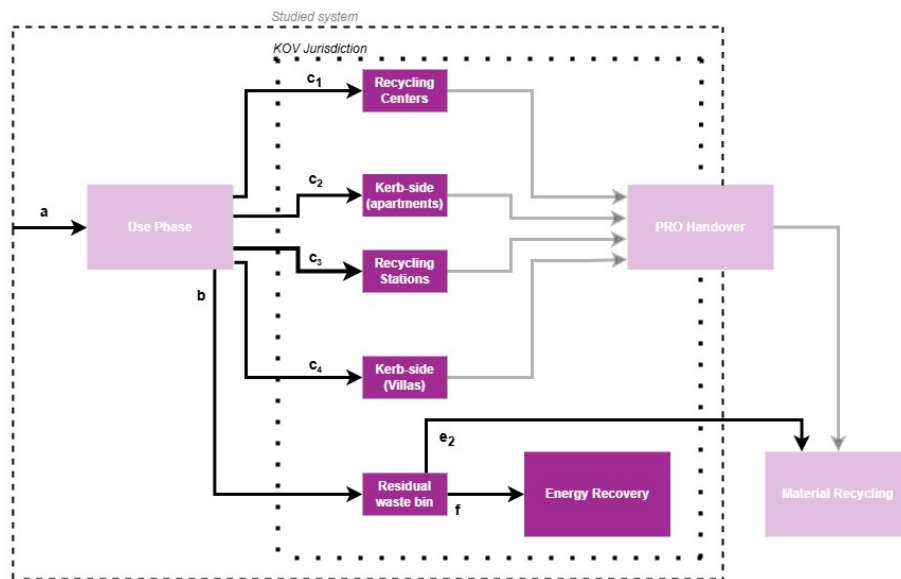 Studied system
KOV Jurisdiction
c1
Recycling
Centers
c2
Kerb-side
(apartments)
a
Use Phase
PRO Handover
c3
Recycling
Stations
b
c4
Kerb-side
(Villas)
e2
Residual
waste bin
f
Energy Recovery
Material Recycling